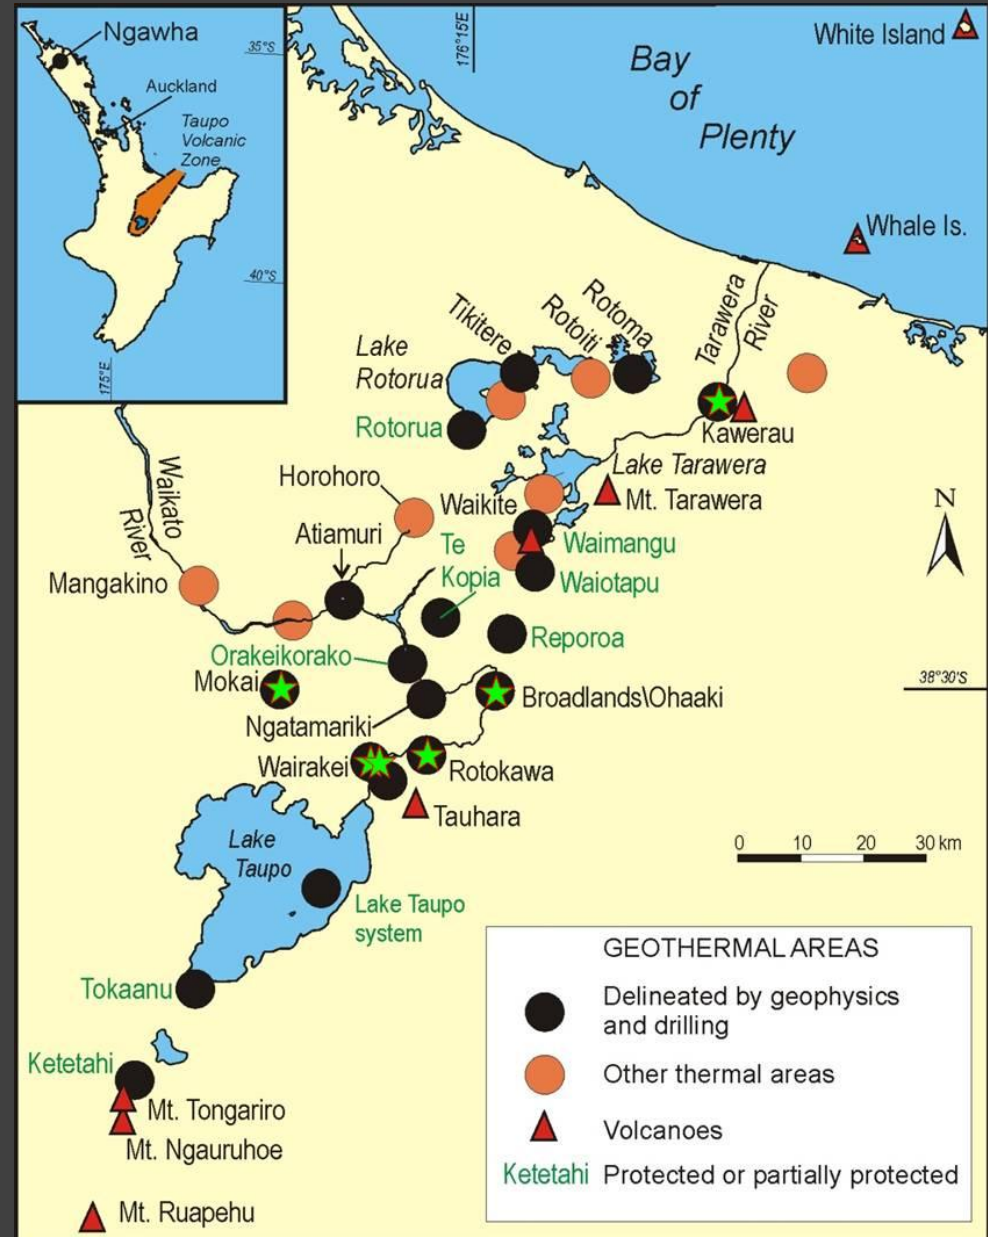 Ngawha
35°S
Auckland
Taupo
Volcanic
Zone
40°S
175°E
176°15'E
White Island
Bay
of
Plenty
Whale Is.
Tarawera
River
Tikitere
Rotoiti
Rotoma
Lake
Rotorua
Rotorua
Kawerau
Lake Tarawera
Mt. Tarawera
Waikato
River
Horohoro
Waikite
Atiamuri
Te
Kopia
Waimangu
Waiotapu
N
Mangakino
Reporoa
Orakeikorako
Mokai
38°30'S
Broadlands\Ohaaki
Ngatamariki
Wairakei
Rotokawa
Tauhara
Lake
Taupo
0 10 20 30 km
Lake Taupo
system
Tokaanu
Ketetahi
Mt. Tongariro
Mt. Ngauruhoe
Mt. Ruapehu
GEOTHERMAL AREAS
Delineated by geophysics
and drilling
Other thermal areas
Volcanoes
Ketetahi Protected or partially protected